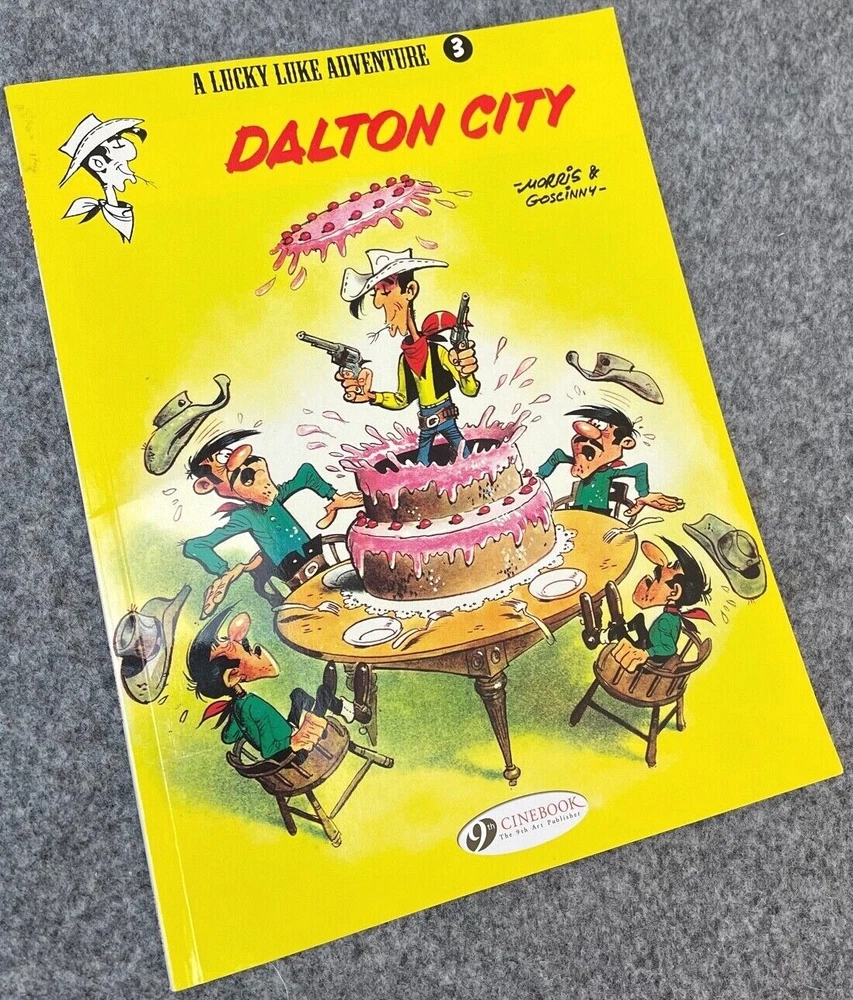 A LUCKY LUKE ADVENTURE 3
DALTON CITY
-MORRIS &
GOSCINNY-
9th CINEBOOK
The 9th Art Publisher